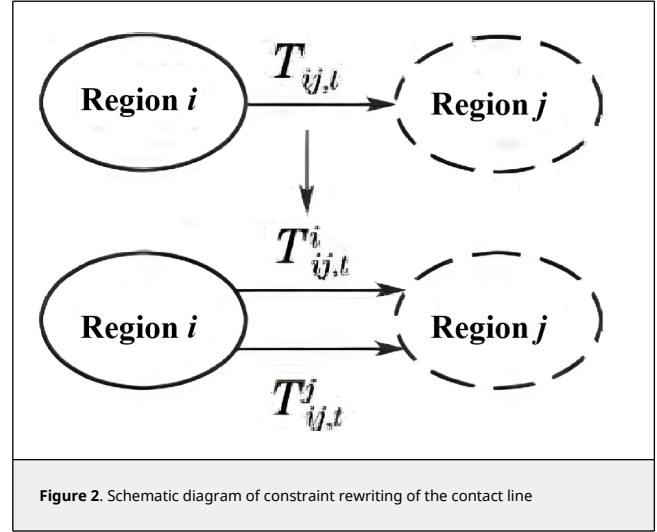 T_{ij,t}
Region i Region j
T^{i}_{ij,t}
Region i Region j
T^{j}_{ij,t}
Figure 2. Schematic diagram of constraint rewriting of the contact line